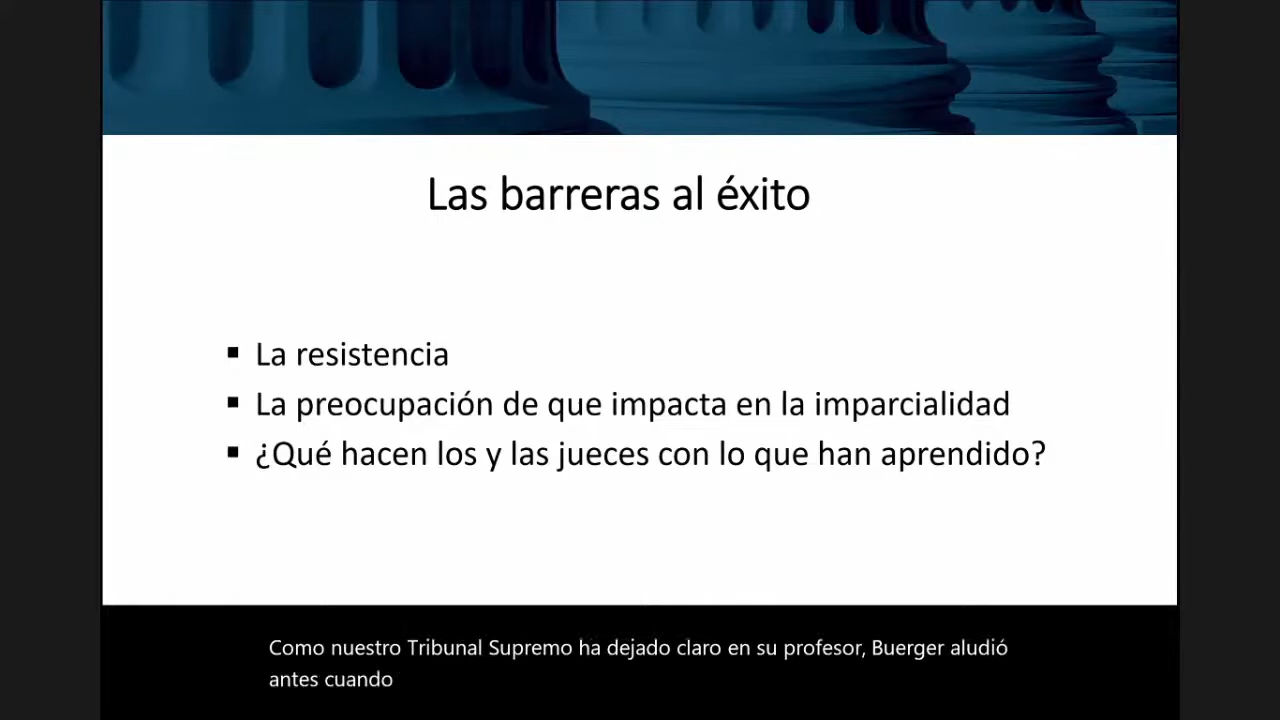 Las barreras al éxito
▪ La resistencia
▪ La preocupación de que impacta en la imparcialidad
▪ ¿Qué hacen los y las jueces con lo que han aprendido?
Como nuestro Tribunal Supremo ha dejado claro en su profesor, Buerger aludió
antes cuando